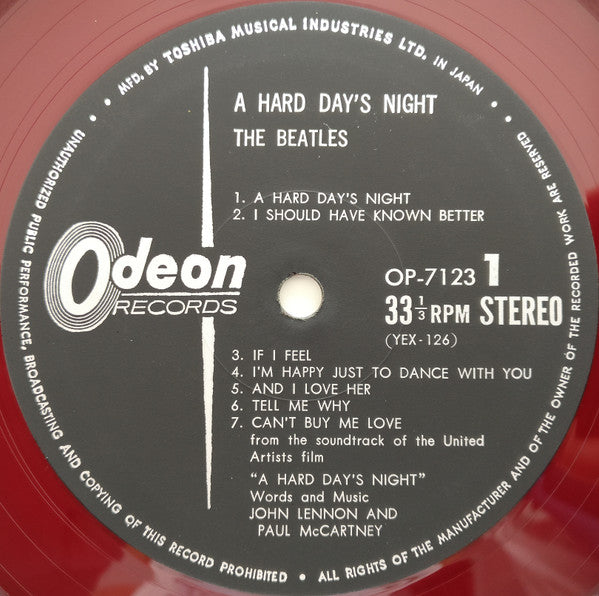 • MFD. BY TOSHIBA MUSICAL INDUSTRIES LTD. IN JAPAN •
A HARD DAY'S NIGHT
THE BEATLES
1. A HARD DAY'S NIGHT
2. I SHOULD HAVE KNOWN BETTER
Odeon
RECORDS
OP-7123 1
33 1/3 RPM STEREO
(YEX-126)
3. IF I FEEL
4. I'M HAPPY JUST TO DANCE WITH YOU
5. AND I LOVE HER
6. TELL ME WHY
7. CAN'T BUY ME LOVE
from the soundtrack of the United
Artists film
"A HARD DAY'S NIGHT"
Words and Music
JOHN LENNON AND
PAUL McCARTNEY
UNAUTHORIZED PUBLIC PERFORMANCE, BROADCASTING AND COPYING OF THIS RECORD PROHIBITED • ALL RIGHTS OF THE MANUFACTURER AND OF THE OWNER OF THE RECORDED WORK ARE RESERVED